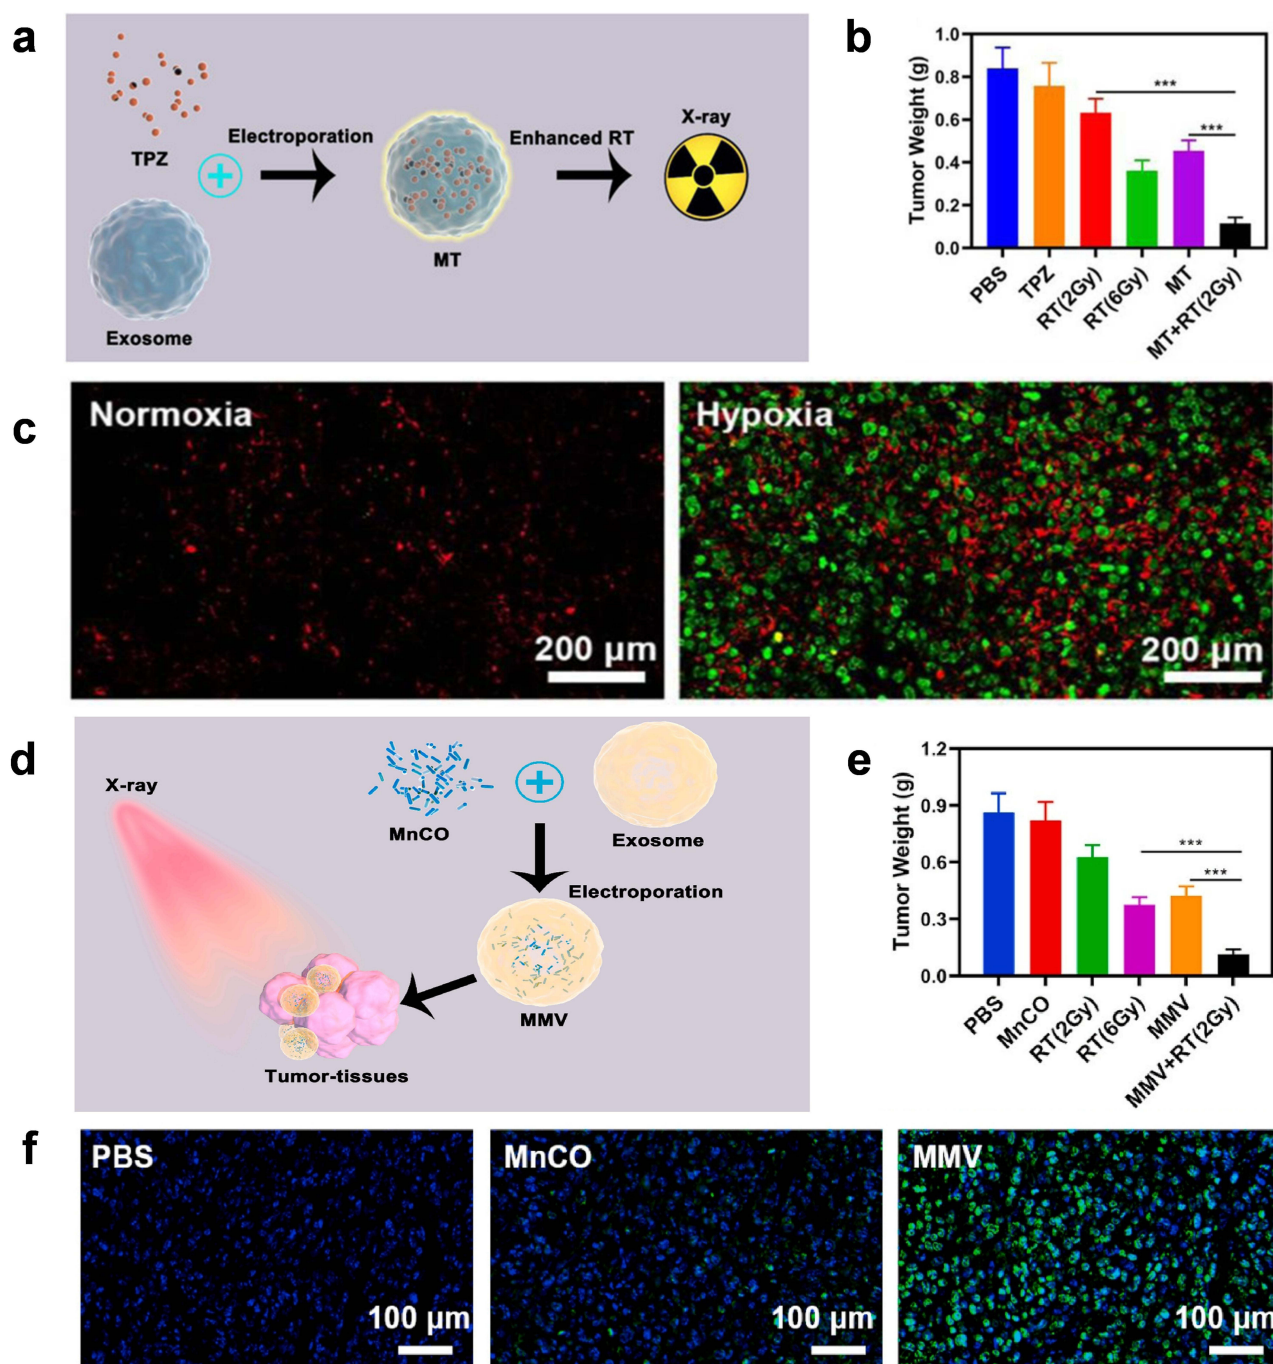 a
TPZ
Exosome
Electroporation
MT
Enhanced RT
X-ray
b
Tumor Weight (g)
1.0
0.8
0.6
0.4
0.2
0.0
***
***
PBS
TPZ
RT(2Gy)
RT(6Gy)
MT
MT+RT(2Gy)
c
Normoxia
200 μm
Hypoxia
200 μm
d
X-ray
MnCO
Exosome
Electroporation
MMV
Tumor-tissues
e
Tumor Weight (g)
1.2
0.9
0.6
0.3
0.0
***
***
PBS
MnCO
RT(2Gy)
RT(6Gy)
MMV
MMV+RT(2Gy)
f
PBS
100 μm
MnCO
100 μm
MMV
100 μm